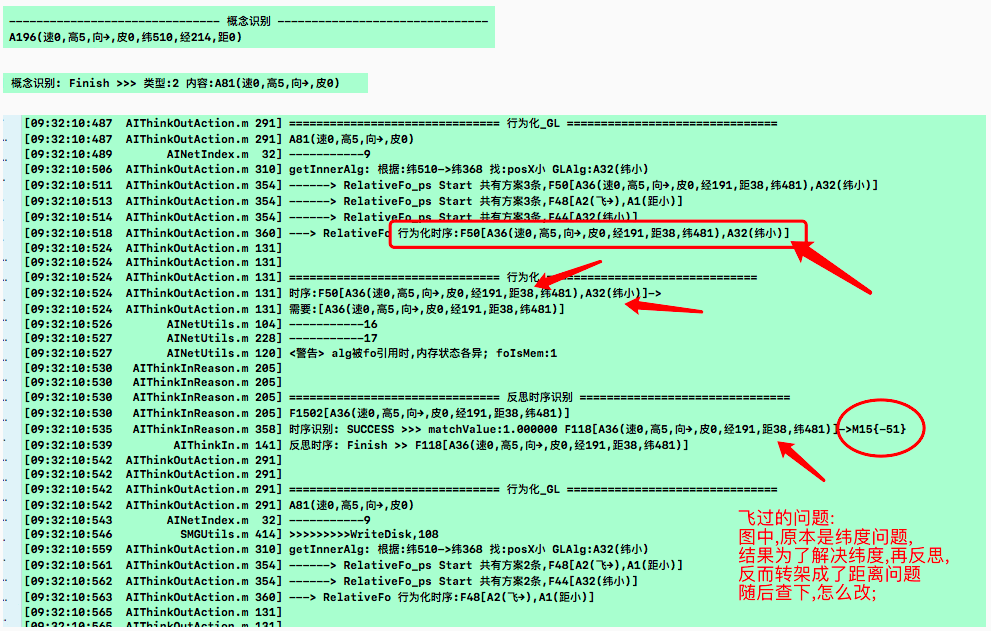 ------------------------------- 概念识别 -------------------------------
A196(速0,高5,向→,皮0,纬510,经214,距0)
概念识别: Finish >>> 类型:2 内容:A81(速0,高5,向→,皮0)
[09:32:10:487 AIThinkOutAction.m 291] =============================== 行为化_GL ===============================
[09:32:10:487 AIThinkOutAction.m 291] A81(速0,高5,向→,皮0)
[09:32:10:489 AINetIndex.m 32] -----------9
[09:32:10:506 AIThinkOutAction.m 310] getInnerAlg: 根据:纬510->纬368 找:posX小 GLAlg:A32(纬小)
[09:32:10:511 AIThinkOutAction.m 354] ------> RelativeFo_ps Start 共有方案3条,F50[A36(速0,高5,向→,皮0,经191,距38,纬481),A32(纬小)]
[09:32:10:513 AIThinkOutAction.m 354] ------> RelativeFo_ps Start 共有方案3条,F48[A2(飞→),A1(距小)]
[09:32:10:514 AIThinkOutAction.m 354] ------> RelativeFo_ps Start 共有方案3条,F44[A32(纬小)]
[09:32:10:518 AIThinkOutAction.m 360] ---> RelativeFo 行为化时序:F50[A36(速0,高5,向→,皮0,经191,距38,纬481),A32(纬小)]
[09:32:10:524 AIThinkOutAction.m 131]
[09:32:10:524 AIThinkOutAction.m 131]
[09:32:10:524 AIThinkOutAction.m 131] =============================== 行为化 ===============================
[09:32:10:524 AIThinkOutAction.m 131] 时序:F50[A36(速0,高5,向→,皮0,经191,距38,纬481),A32(纬小)]->
[09:32:10:524 AIThinkOutAction.m 131] 需要:[A36(速0,高5,向→,皮0,经191,距38,纬481)]
[09:32:10:526 AINetUtils.m 104] -----------16
[09:32:10:527 AINetUtils.m 228] -----------17
[09:32:10:527 AINetUtils.m 120] <警告> alg被fo引用时,内存状态各异; foIsMem:1
[09:32:10:530 AIThinkInReason.m 205]
[09:32:10:530 AIThinkInReason.m 205]
[09:32:10:530 AIThinkInReason.m 205] =============================== 反思时序识别 ===============================
[09:32:10:530 AIThinkInReason.m 205] F1502[A36(速0,高5,向→,皮0,经191,距38,纬481)]
[09:32:10:535 AIThinkInReason.m 358] 时序识别: SUCCESS >>> matchValue:1.000000 F118[A36(速0,高5,向→,皮0,经191,距38,纬481)]->M15{-51}
[09:32:10:539 AIThinkIn.m 141] 反思时序: Finish >> F118[A36(速0,高5,向→,皮0,经191,距38,纬481)]
[09:32:10:542 AIThinkOutAction.m 291]
[09:32:10:542 AIThinkOutAction.m 291]
[09:32:10:542 AIThinkOutAction.m 291] =============================== 行为化_GL ===============================
[09:32:10:542 AIThinkOutAction.m 291] A81(速0,高5,向→,皮0)
[09:32:10:543 AINetIndex.m 32] -----------9
[09:32:10:546 SMGUtils.m 414] >>>>>>>>>WriteDisk,108
[09:32:10:559 AIThinkOutAction.m 310] getInnerAlg: 根据:纬510->纬368 找:posX小 GLAlg:A32(纬小)
[09:32:10:561 AIThinkOutAction.m 354] ------> RelativeFo_ps Start 共有方案2条,F48[A2(飞→),A1(距小)]
[09:32:10:562 AIThinkOutAction.m 354] ------> RelativeFo_ps Start 共有方案2条,F44[A32(纬小)]
[09:32:10:563 AIThinkOutAction.m 360] ---> RelativeFo 行为化时序:F48[A2(飞→),A1(距小)]
[09:32:10:565 AIThinkOutAction.m 131]
[09:32:10:565 AIThinkOutAction.m 131]
飞过的问题:
图中,原本是纬度问题,
结果为了解决纬度,再反思,
反而转架成了距离问题
随后查下,怎么改;